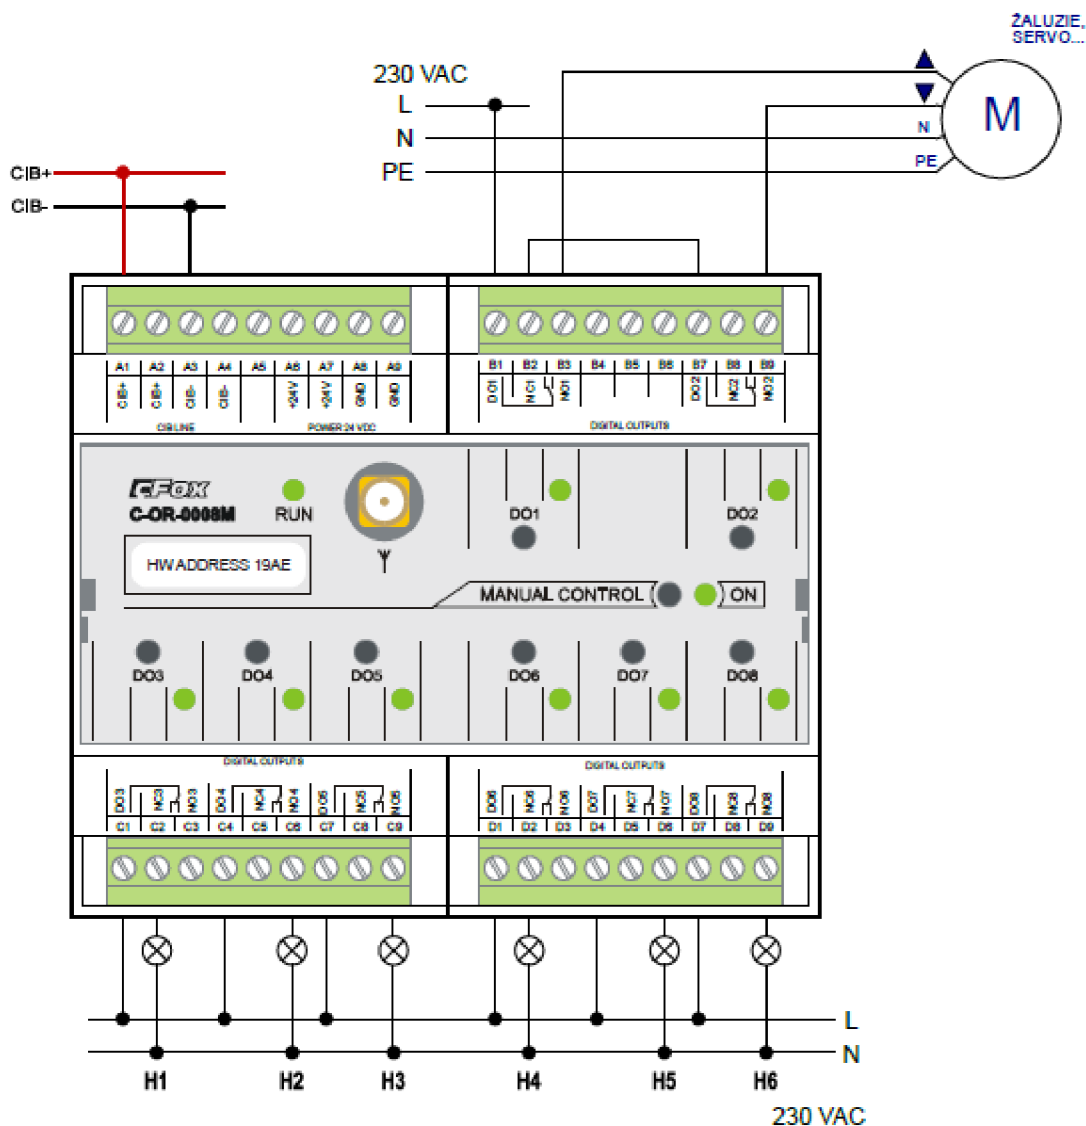 ŽALUZIE,
SERVO...
230 VAC
L
N
PE
M
N
PE
CIB+
CIB-
A1 A2 A3 A4 A5 A6 A7 A8 A9
CIB+ CIB+ CIB- CIB- +24V +24V GND GND
CIB LINE POWER 24 VDC
B1 B2 B3 B4 B5 B6 B7 B8 B9
DO1 NC1 NO1 DO2 NC2 NO2
DIGITAL OUTPUTS
CFox
C-OR-0008M
RUN
HW ADDRESS 19AE
DO1 DO2
MANUAL CONTROL ON
DO3 DO4 DO5 DO6 DO7 DO8
DIGITAL OUTPUTS
DIGITAL OUTPUTS
DO3 NC3 NO3 DO4 NC4 NO4 DO5 NC5 NO5
C1 C2 C3 C4 C5 C6 C7 C8 C9
DO6 NC6 NO6 DO7 NC7 NO7 DO8 NC8 NO8
D1 D2 D3 D4 D5 D6 D7 D8 D9
L
N
H1 H2 H3 H4 H5 H6
230 VAC